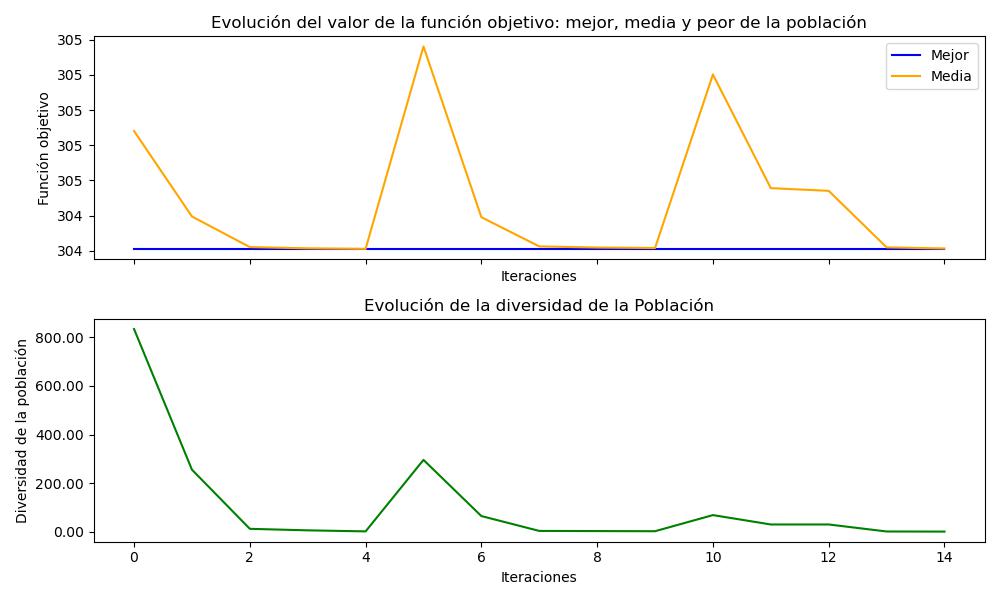 Evolución del valor de la función objetivo: mejor, media y peor de la población
305
305
305
305
305
304
304
Función objetivo
Mejor
Media
Iteraciones
Evolución de la diversidad de la Población
800.00
600.00
400.00
200.00
0.00
Diversidad de la población
0 2 4 6 8 10 12 14
Iteraciones